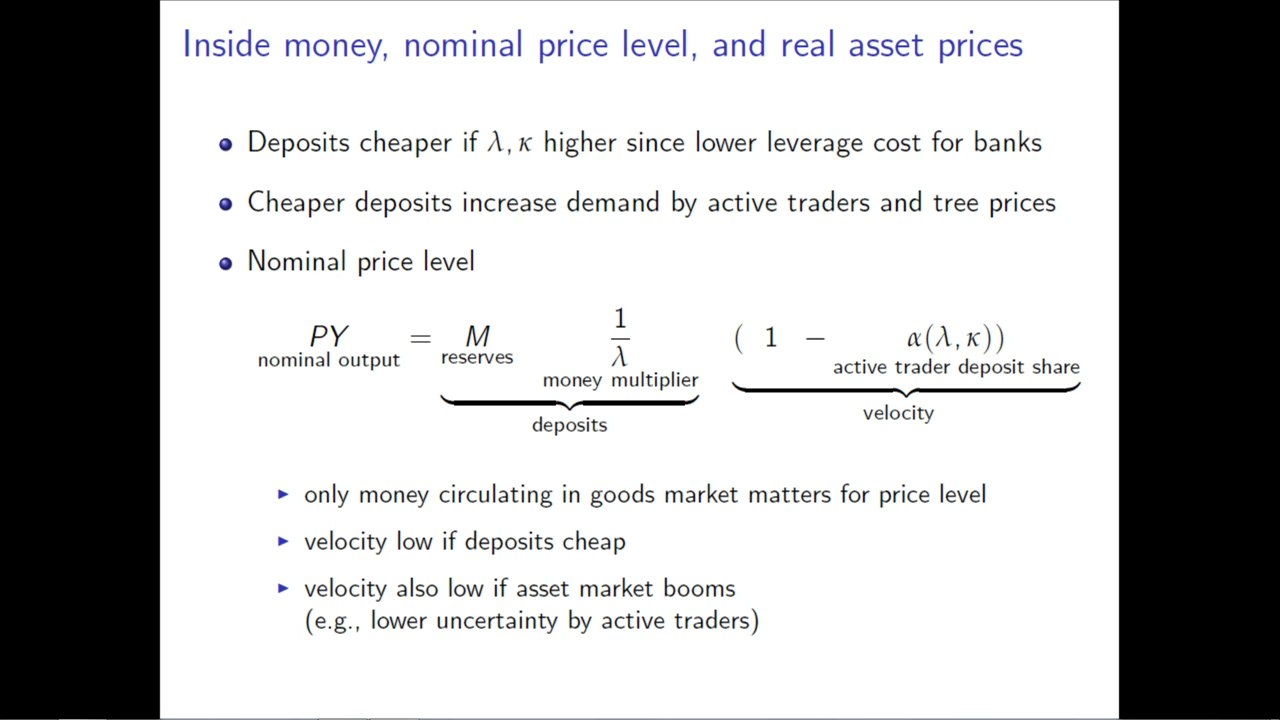 Inside money, nominal price level, and real asset prices
Deposits cheaper if λ, κ higher since lower leverage cost for banks
Cheaper deposits increase demand by active traders and tree prices
Nominal price level
PY = M 1/λ ( 1 − α(λ, κ))
nominal output reserves money multiplier active trader deposit share
deposits velocity
only money circulating in goods market matters for price level
velocity low if deposits cheap
velocity also low if asset market booms
(e.g., lower uncertainty by active traders)